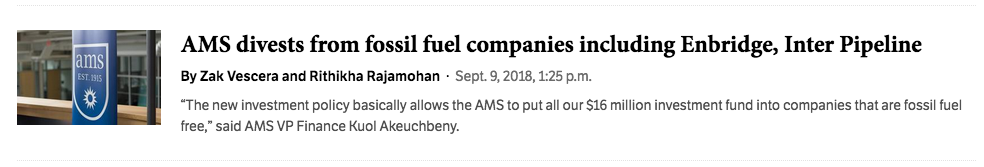 ams
EST. 1915
AMS divests from fossil fuel companies including Enbridge, Inter Pipeline
By Zak Vescera and Rithikha Rajamohan · Sept. 9, 2018, 1:25 p.m.
“The new investment policy basically allows the AMS to put all our $16 million investment fund into companies that are fossil fuel
free,” said AMS VP Finance Kuol Akeuchbeny.